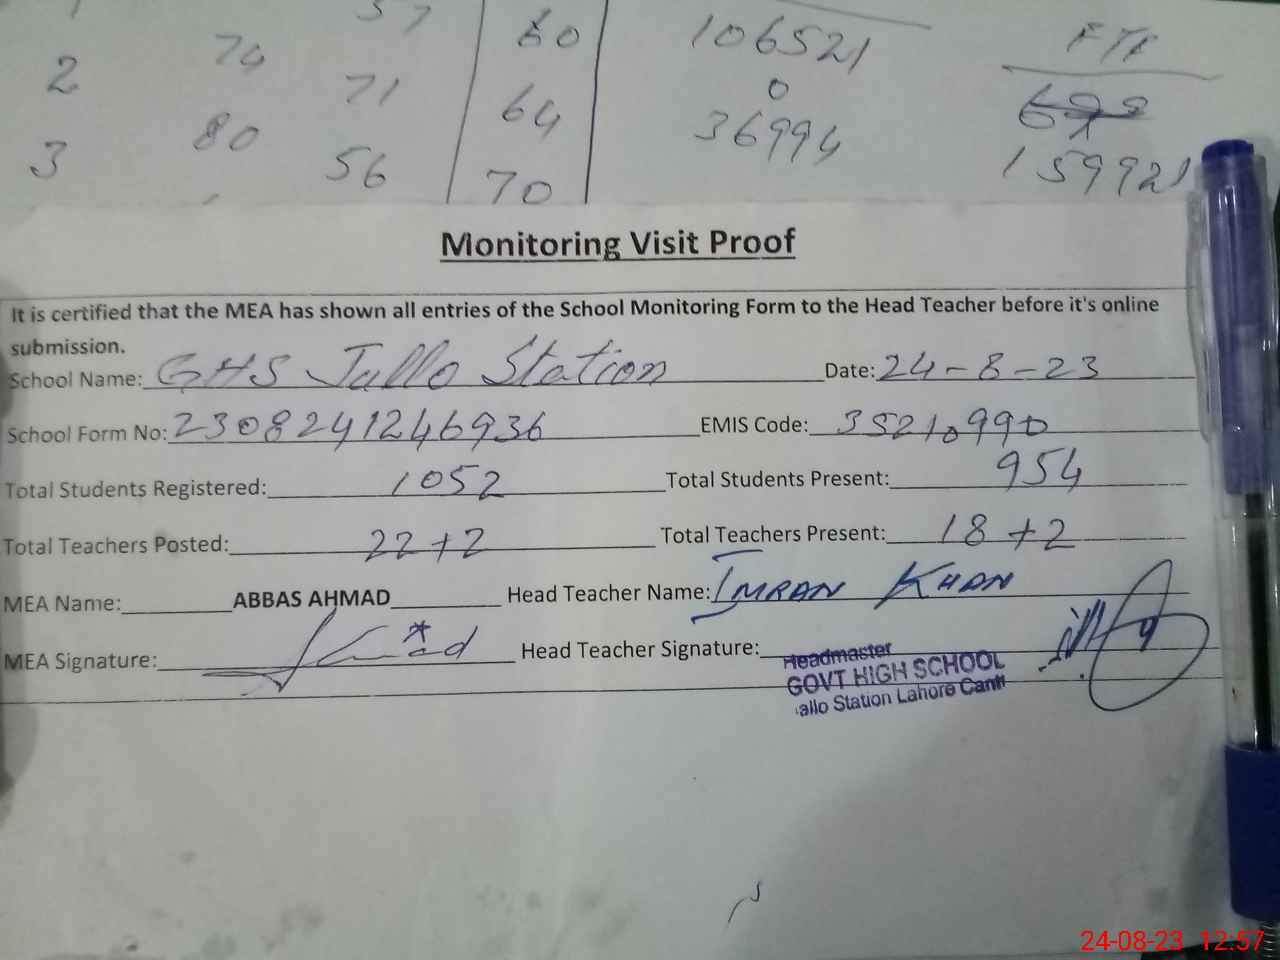 57 60 106521 FTF
2 74 71 64 0
3 80 56 70 36994 159921
Monitoring Visit Proof
It is certified that the MEA has shown all entries of the School Monitoring Form to the Head Teacher before it's online
submission.
School Name: GHS Jallo Station Date: 24-8-23
School Form No: 2308241246936 EMIS Code: 35210990
Total Students Registered: 1052 Total Students Present: 954
Total Teachers Posted: 22+2 Total Teachers Present: 18+2
MEA Name: ABBAS AHMAD Head Teacher Name: IMRAN KHAN
MEA Signature: Head Teacher Signature:
Headmaster
GOVT HIGH SCHOOL
allo Station Lahore Cantt
24-08-23 12:57